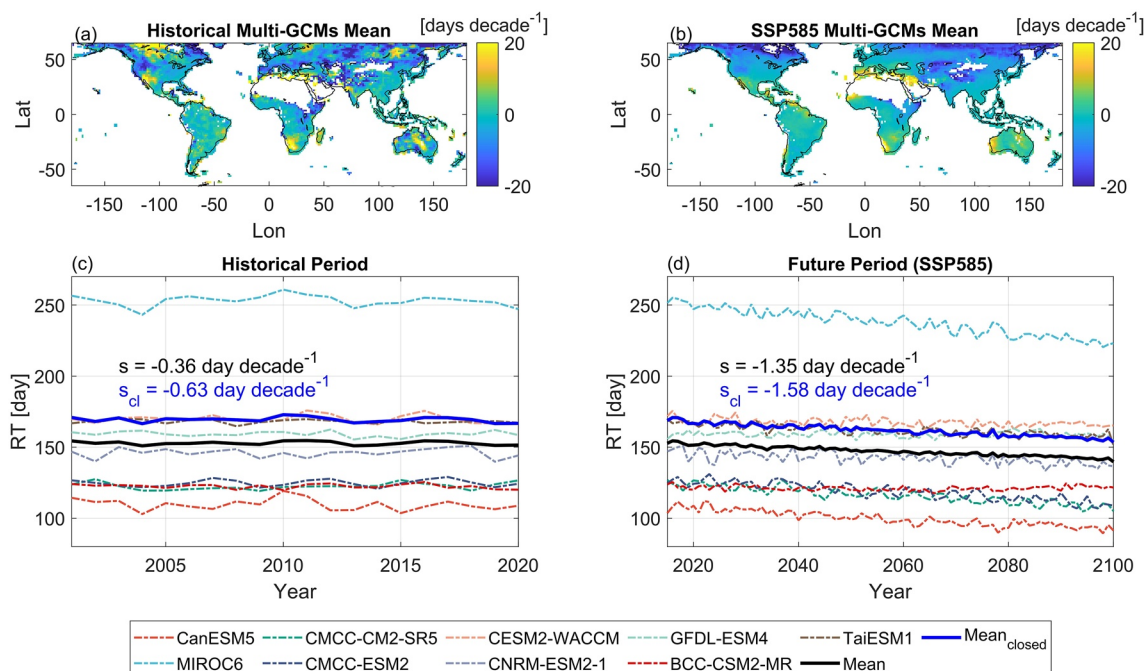 [days decade-1]
(a) Historical Multi-GCMs Mean
20
0
-20
50
0
-50
Lat
-150 -100 -50 0 50 100 150
Lon
[days decade-1]
(b) SSP585 Multi-GCMs Mean
20
0
-20
50
0
-50
Lat
-150 -100 -50 0 50 100 150
Lon
(c) Historical Period
250
200
150
100
RT [day]
s = -0.36 day decade-1
scl = -0.63 day decade-1
2005 2010 2015 2020
Year
(d) Future Period (SSP585)
250
200
150
100
RT [day]
s = -1.35 day decade-1
scl = -1.58 day decade-1
2020 2040 2060 2080 2100
Year
CanESM5 CMCC-CM2-SR5 CESM2-WACCM GFDL-ESM4 TaiESM1 Meanclosed
MIROC6 CMCC-ESM2 CNRM-ESM2-1 BCC-CSM2-MR Mean